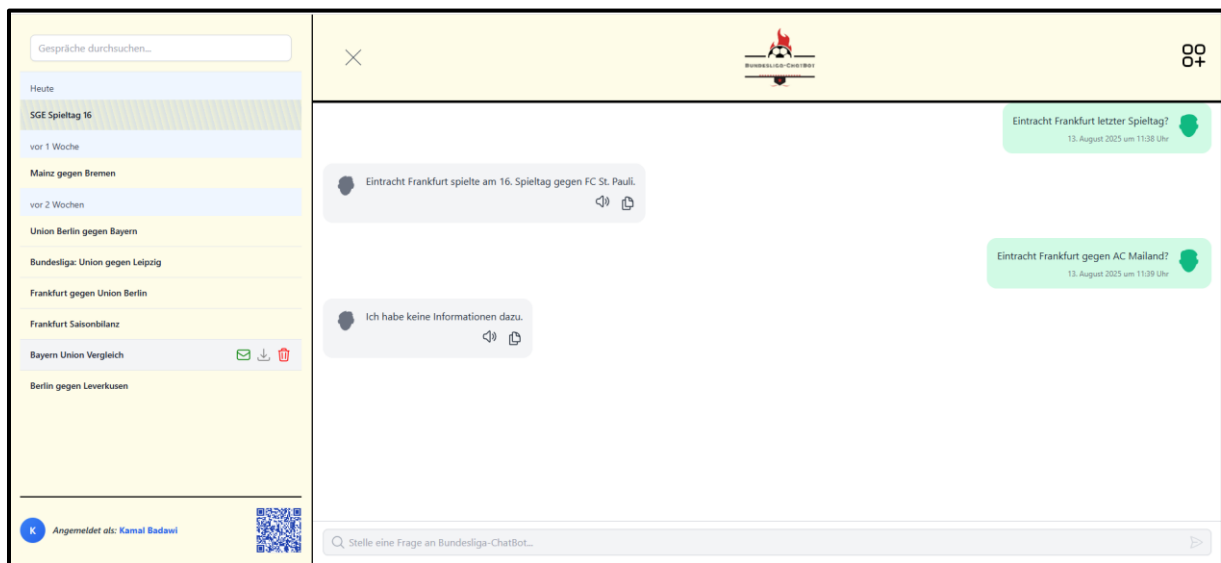 Gespräche durchsuchen...
Heute
SGE Spieltag 16
vor 1 Woche
Mainz gegen Bremen
vor 2 Wochen
Union Berlin gegen Bayern
Bundesliga: Union gegen Leipzig
Frankfurt gegen Union Berlin
Frankfurt Saisonbilanz
Bayern Union Vergleich
Berlin gegen Leverkusen
K
Angemeldet als: Kamal Badawi
Bundesliga-ChatBot
Eintracht Frankfurt letzter Spieltag?
13. August 2025 um 11:38 Uhr
Eintracht Frankfurt spielte am 16. Spieltag gegen FC St. Pauli.
Eintracht Frankfurt gegen AC Mailand?
13. August 2025 um 11:39 Uhr
Ich habe keine Informationen dazu.
Stelle eine Frage an Bundesliga-ChatBot...